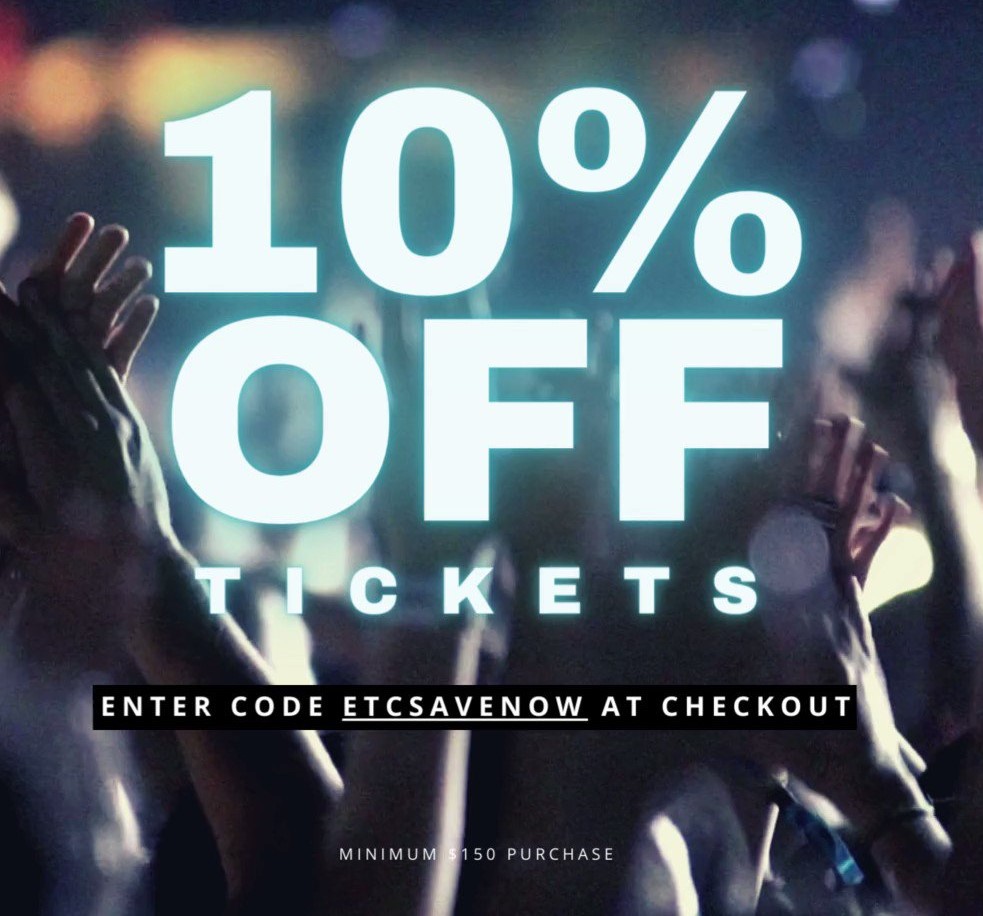 10%
OFF
TICKETS
ENTER CODE ETCSAVENOW AT CHECKOUT
MINIMUM $150 PURCHASE